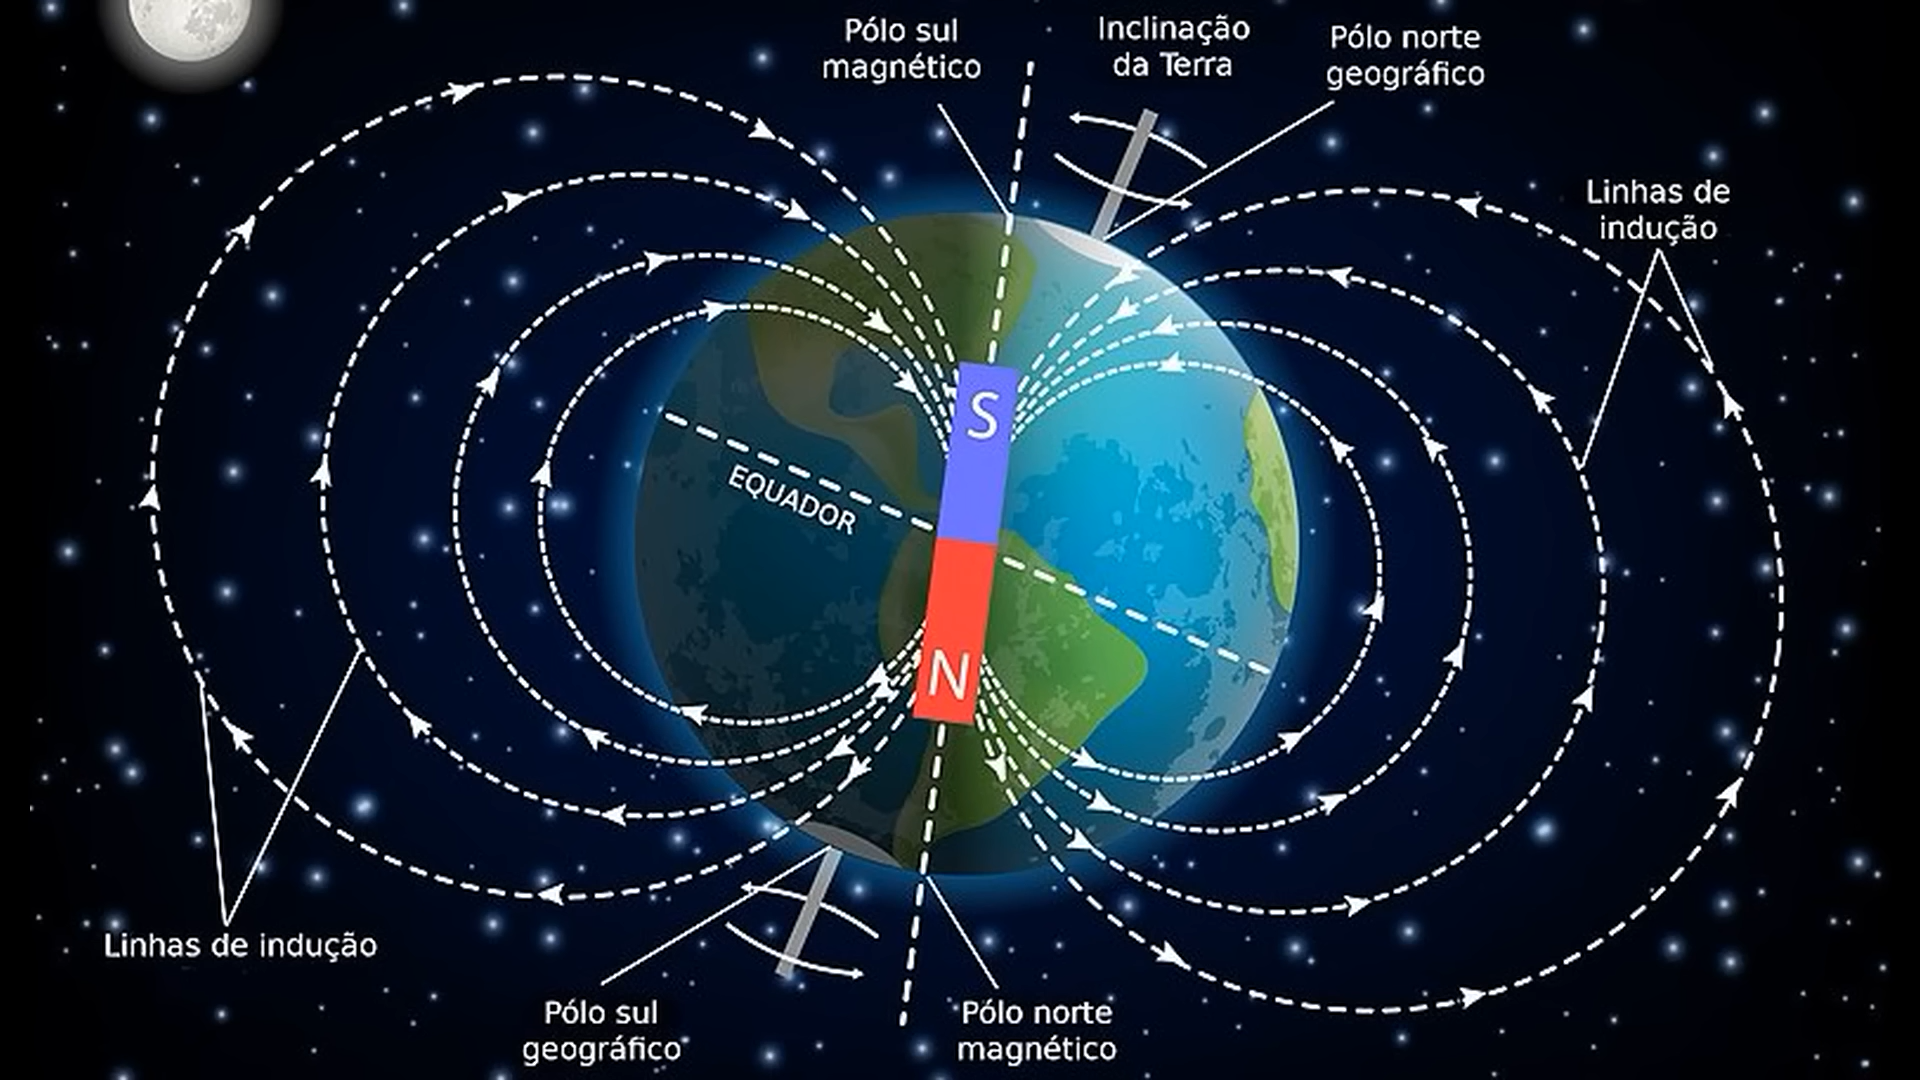 Pólo sul
magnético
Inclinação
da Terra
Pólo norte
geográfico
Linhas de
indução
S
EQUADOR
N
Linhas de indução
Pólo sul
geográfico
Pólo norte
magnético